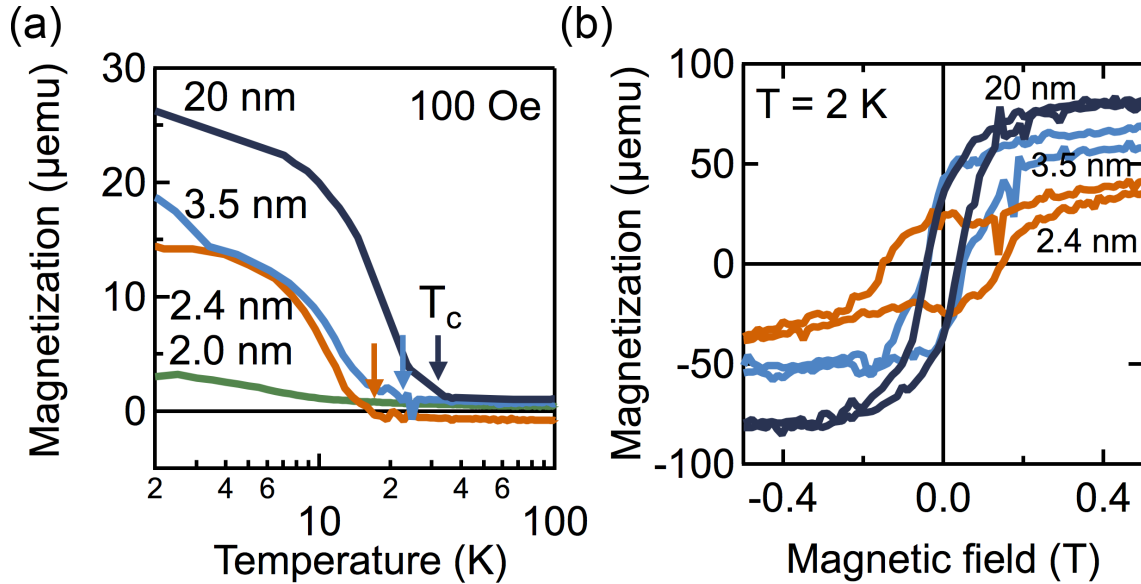 (a)
Magnetization (μemu)
30
20
10
0
20 nm
100 Oe
3.5 nm
2.4 nm
2.0 nm
Tc
2 4 6 2 4 6
10 100
Temperature (K)
(b)
Magnetization (μemu)
100
50
0
-50
-100
T = 2 K
20 nm
3.5 nm
2.4 nm
-0.4 0.0 0.4
Magnetic field (T)